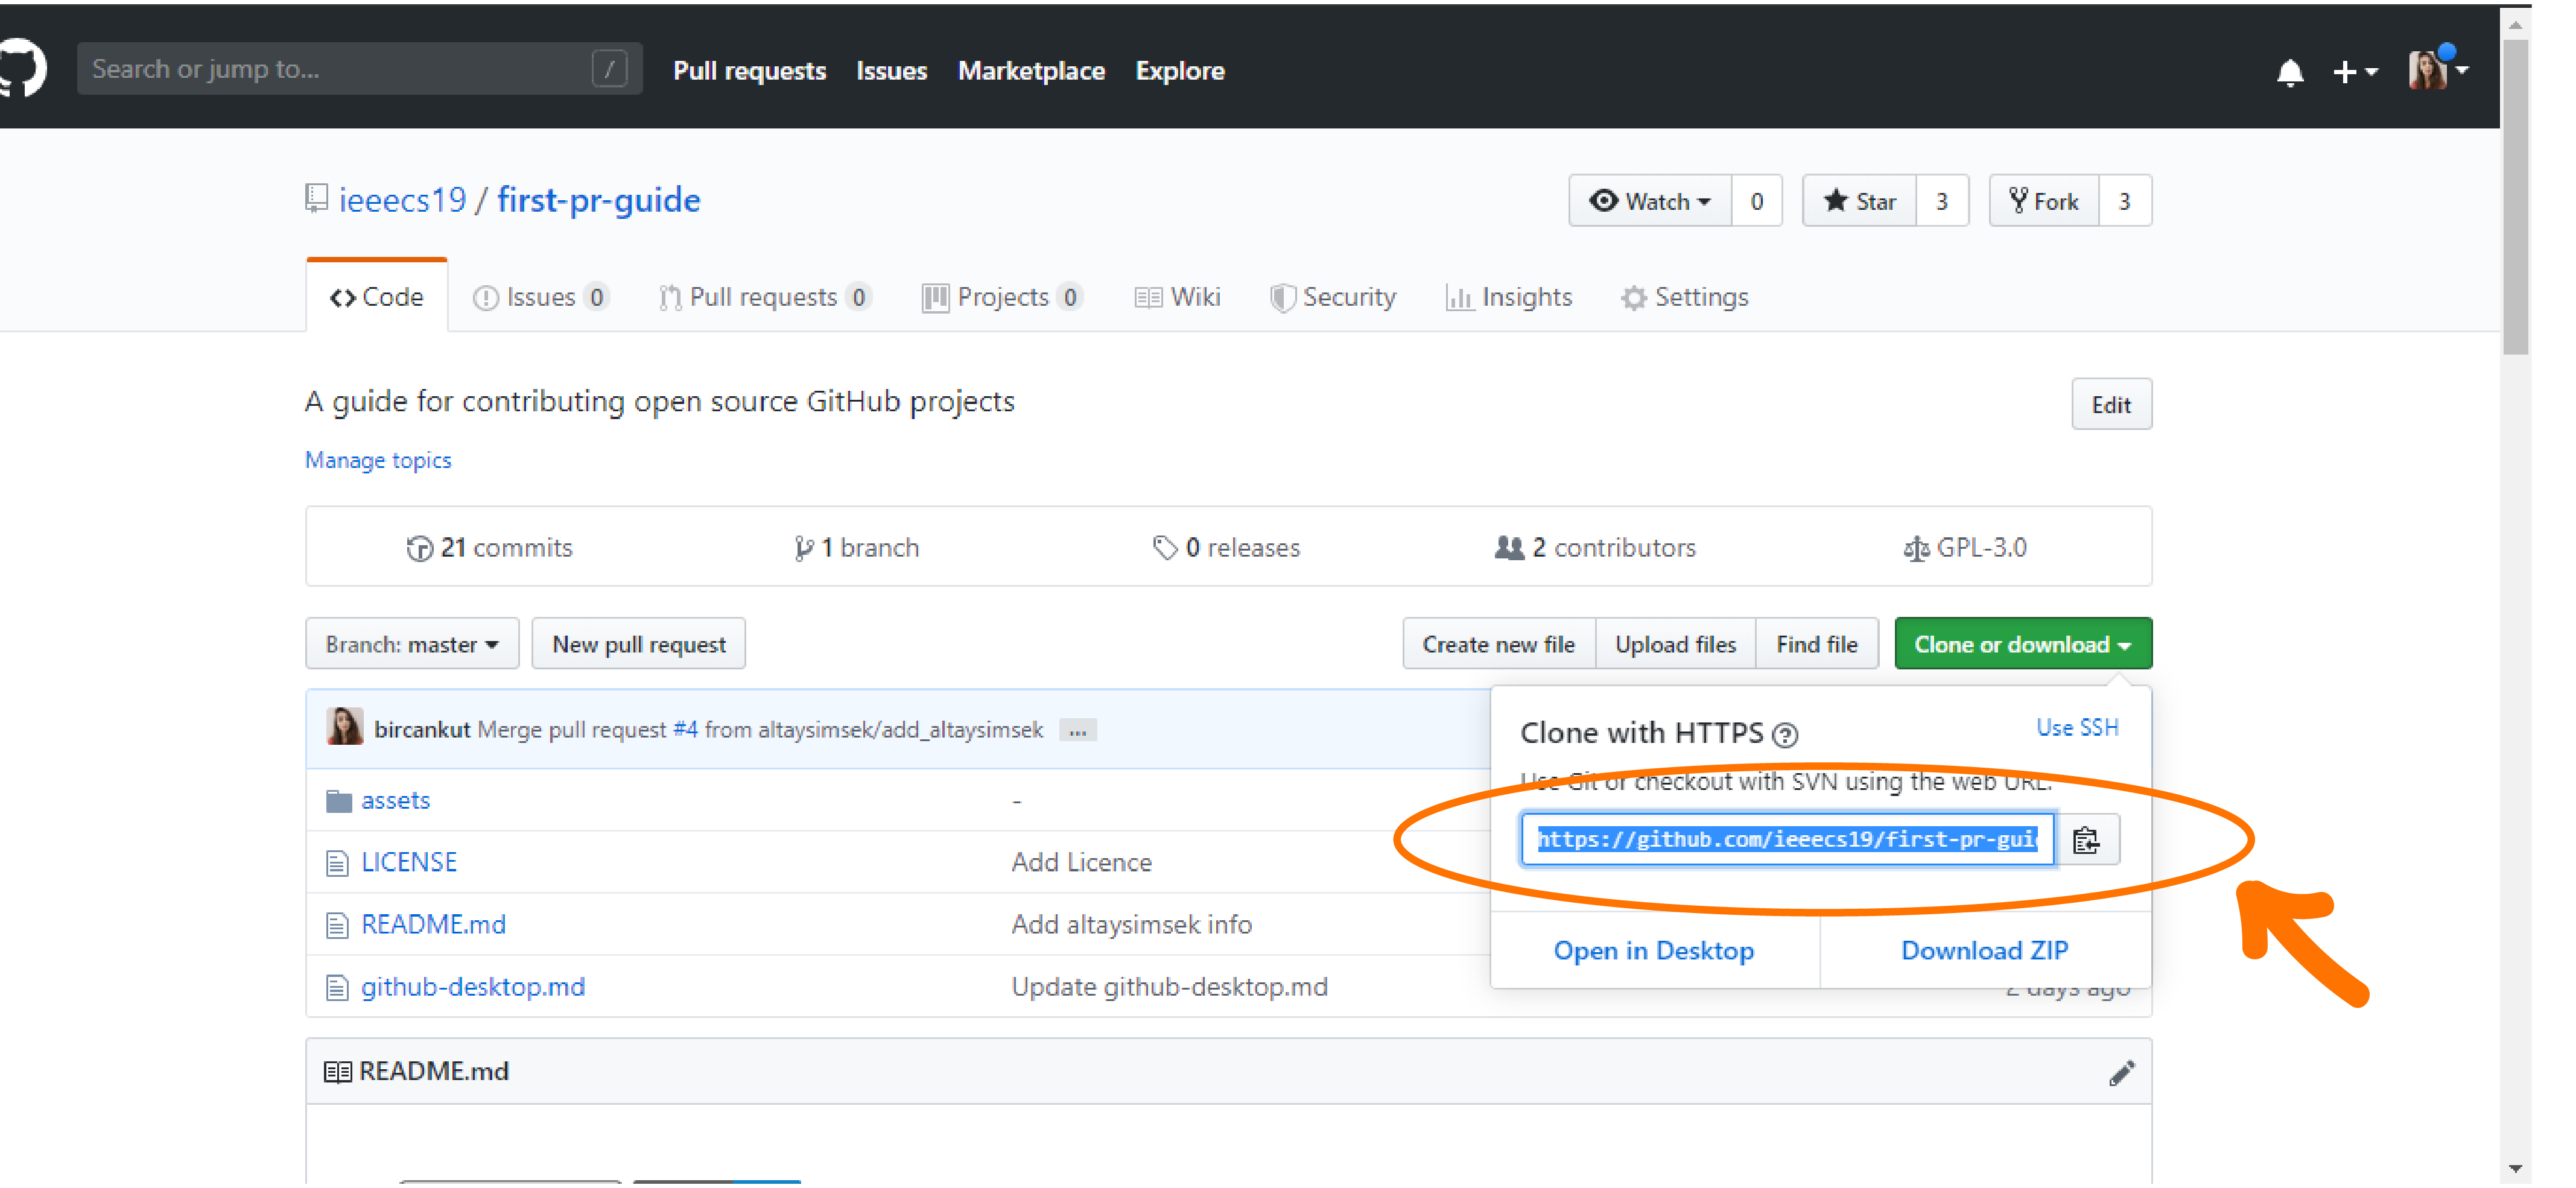 Search or jump to... /
Pull requests Issues Marketplace Explore
ieeecs19 / first-pr-guide
Watch 0 Star 3 Fork 3
Code Issues 0 Pull requests 0 Projects 0 Wiki Security Insights Settings
A guide for contributing open source GitHub projects
Edit
Manage topics
21 commits 1 branch 0 releases 2 contributors GPL-3.0
Branch: master New pull request Create new file Upload files Find file Clone or download
bircankut Merge pull request #4 from altaysimsek/add_altaysimsek ...
Clone with HTTPS ? Use SSH
Use Git or checkout with SVN using the web URL.
https://github.com/ieeecs19/first-pr-gui
Open in Desktop Download ZIP
assets -
LICENSE Add Licence
README.md Add altaysimsek info
github-desktop.md Update github-desktop.md 2 days ago
README.md